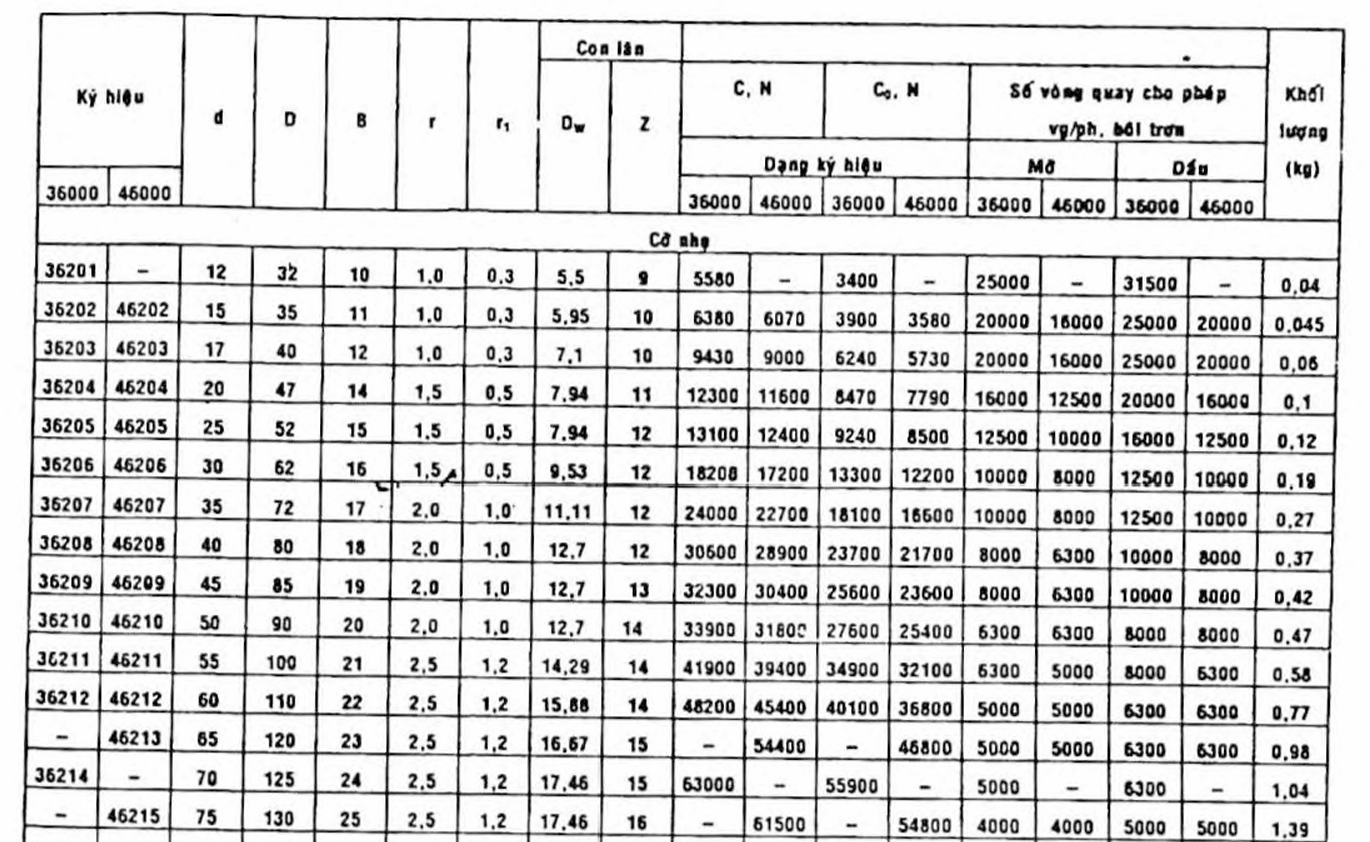 Con lăn
Ký hiệu d D B r r₁ D_w Z C, N C₀, N Số vòng quay cho phép Khối
vg/ph, bôi trơn lượng
Dạng ký hiệu Mỡ Dầu (kg)
36000 46000 36000 46000 36000 46000 36000 46000 36000 46000
Cỡ nhẹ
36201 – 12 32 10 1,0 0,3 5,5 9 5580 – 3400 – 25000 – 31500 – 0,04
36202 46202 15 35 11 1,0 0,3 5,95 10 6380 6070 3900 3580 20000 16000 25000 20000 0,045
36203 46203 17 40 12 1,0 0,3 7,1 10 9430 9000 6240 5730 20000 16000 25000 20000 0,06
36204 46204 20 47 14 1,5 0,5 7,94 11 12300 11600 8470 7790 16000 12500 20000 16000 0,1
36205 46205 25 52 15 1,5 0,5 7,94 12 13100 12400 9240 8500 12500 10000 16000 12500 0,12
36206 46206 30 62 16 1,5 0,5 9,53 12 18208 17200 13300 12200 10000 8000 12500 10000 0,19
36207 46207 35 72 17 2,0 1,0 11,11 12 24000 22700 18100 16600 10000 8000 12500 10000 0,27
36208 46208 40 80 18 2,0 1,0 12,7 12 30600 28900 23700 21700 8000 6300 10000 8000 0,37
36209 46209 45 85 19 2,0 1,0 12,7 13 32300 30400 25600 23600 8000 6300 10000 8000 0,42
36210 46210 50 90 20 2,0 1,0 12,7 14 33900 31800 27600 25400 6300 6300 8000 8000 0,47
36211 46211 55 100 21 2,5 1,2 14,29 14 41900 39400 34900 32100 6300 5000 8000 6300 0,58
36212 46212 60 110 22 2,5 1,2 15,88 14 48200 45400 40100 36800 5000 5000 6300 6300 0,77
– 46213 65 120 23 2,5 1,2 16,67 15 – 54400 – 46800 5000 5000 6300 6300 0,98
36214 – 70 125 24 2,5 1,2 17,46 15 63000 – 55900 – 5000 – 6300 – 1,04
– 46215 75 130 25 2,5 1,2 17,46 16 – 61500 – 54800 4000 4000 5000 5000 1,39